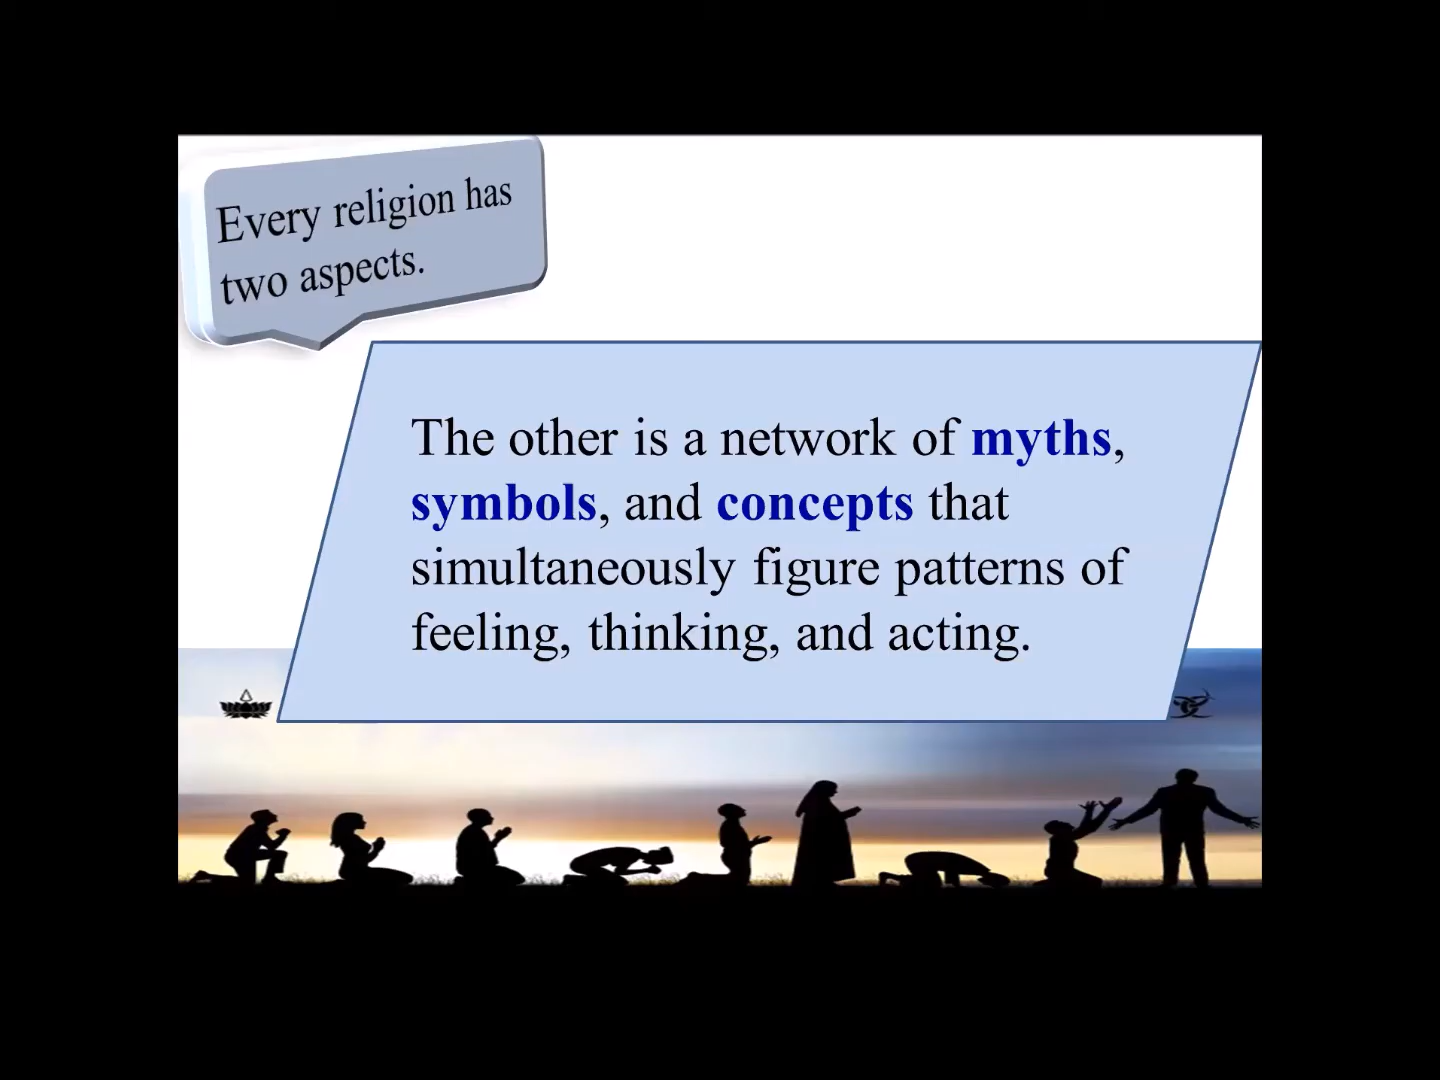 Every religion has
two aspects.
The other is a network of myths,
symbols, and concepts that
simultaneously figure patterns of
feeling, thinking, and acting.